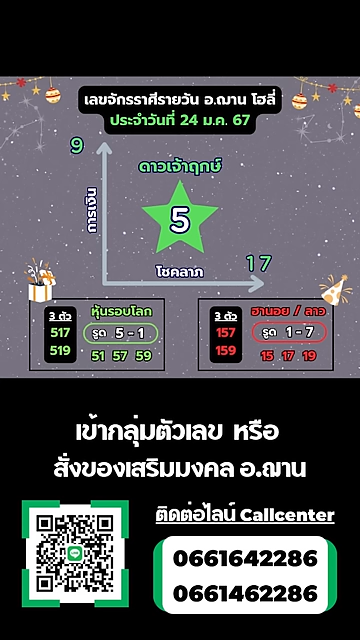 เลขจักรราศีรายวัน อ.ฌาน โฮลี่
ประจำวันที่ 24 ม.ค. 67
9
ดาวเจ้าฤกษ์
การเงิน
5
โชคลาภ
17
3 ตัว
517
519
หุ้นรอบโลก
รูด 5 - 1
51 57 59
3 ตัว
157
159
ฮานอย / ลาว
รูด 1 - 7
15 17 19
เข้ากลุ่มตัวเลข หรือ
สั่งของเสริมมงคล อ.ฌาน
ติดต่อไลน์ Callcenter
0661642286
0661462286